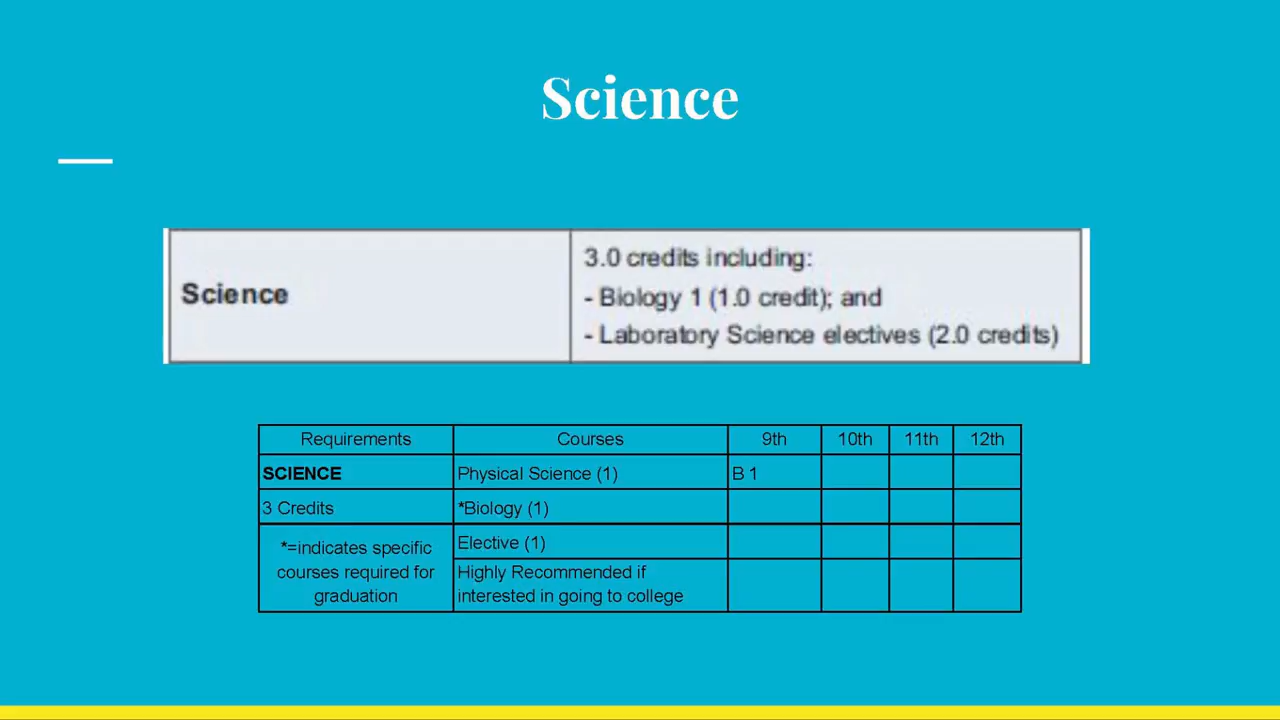 Science
Science
3.0 credits including:
- Biology 1 (1.0 credit); and
- Laboratory Science electives (2.0 credits)
Requirements Courses 9th 10th 11th 12th
SCIENCE Physical Science (1) B 1
3 Credits *Biology (1)
*=indicates specific courses required for graduation
Elective (1)
Highly Recommended if
interested in going to college